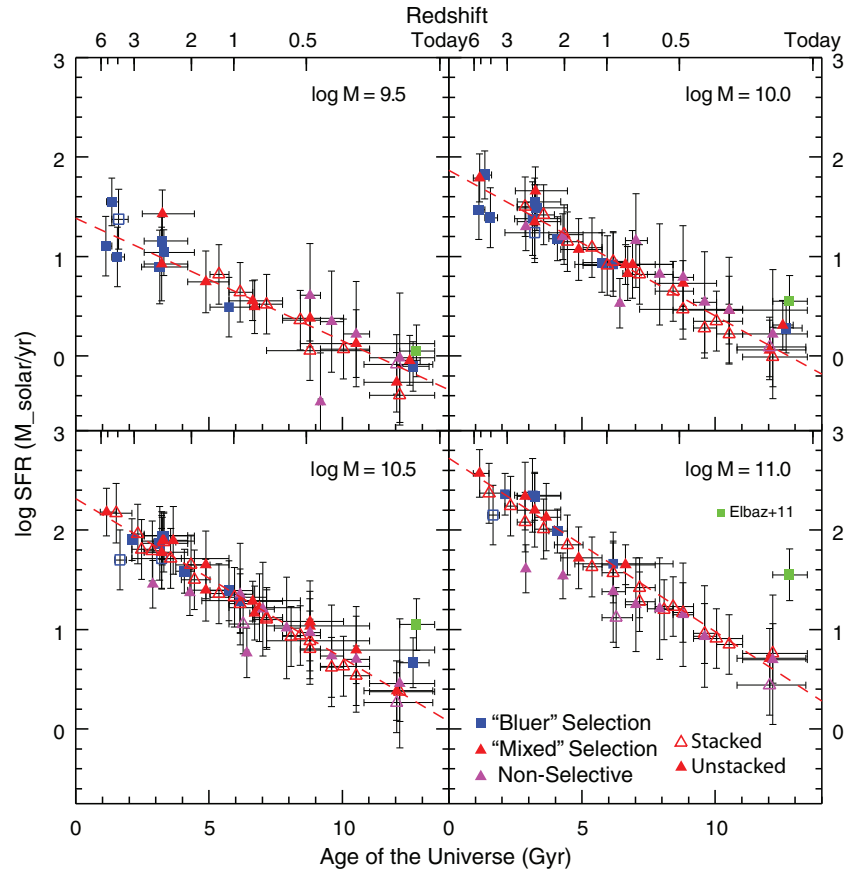 Redshift
6 3 2 1 0.5 Today 6 3 2 1 0.5 Today
3 3
log M = 9.5 log M = 10.0
2 2
1 1
0 0
3 3
log M = 10.5 log M = 11.0
Elbaz+11
2 2
1 1
0 0
"Bluer" Selection
"Mixed" Selection
Non-Selective
Stacked
Unstacked
0 5 10 0 5 10
log SFR (M_solar/yr)
Age of the Universe (Gyr)